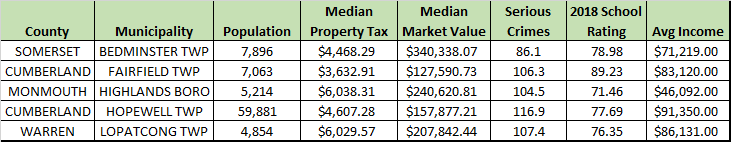 County Municipality Population Median Property Tax Median Market Value Serious Crimes 2018 School Rating Avg Income
SOMERSET BEDMINSTER TWP 7,896 $4,468.29 $340,338.07 86.1 78.98 $71,219.00
CUMBERLAND FAIRFIELD TWP 7,063 $3,632.91 $127,590.73 106.3 89.23 $83,120.00
MONMOUTH HIGHLANDS BORO 5,214 $6,038.31 $240,620.81 104.5 71.46 $46,092.00
CUMBERLAND HOPEWELL TWP 59,881 $4,607.28 $157,877.21 116.9 77.69 $91,350.00
WARREN LOPATCONG TWP 4,854 $6,029.57 $207,842.44 107.4 76.35 $86,131.00